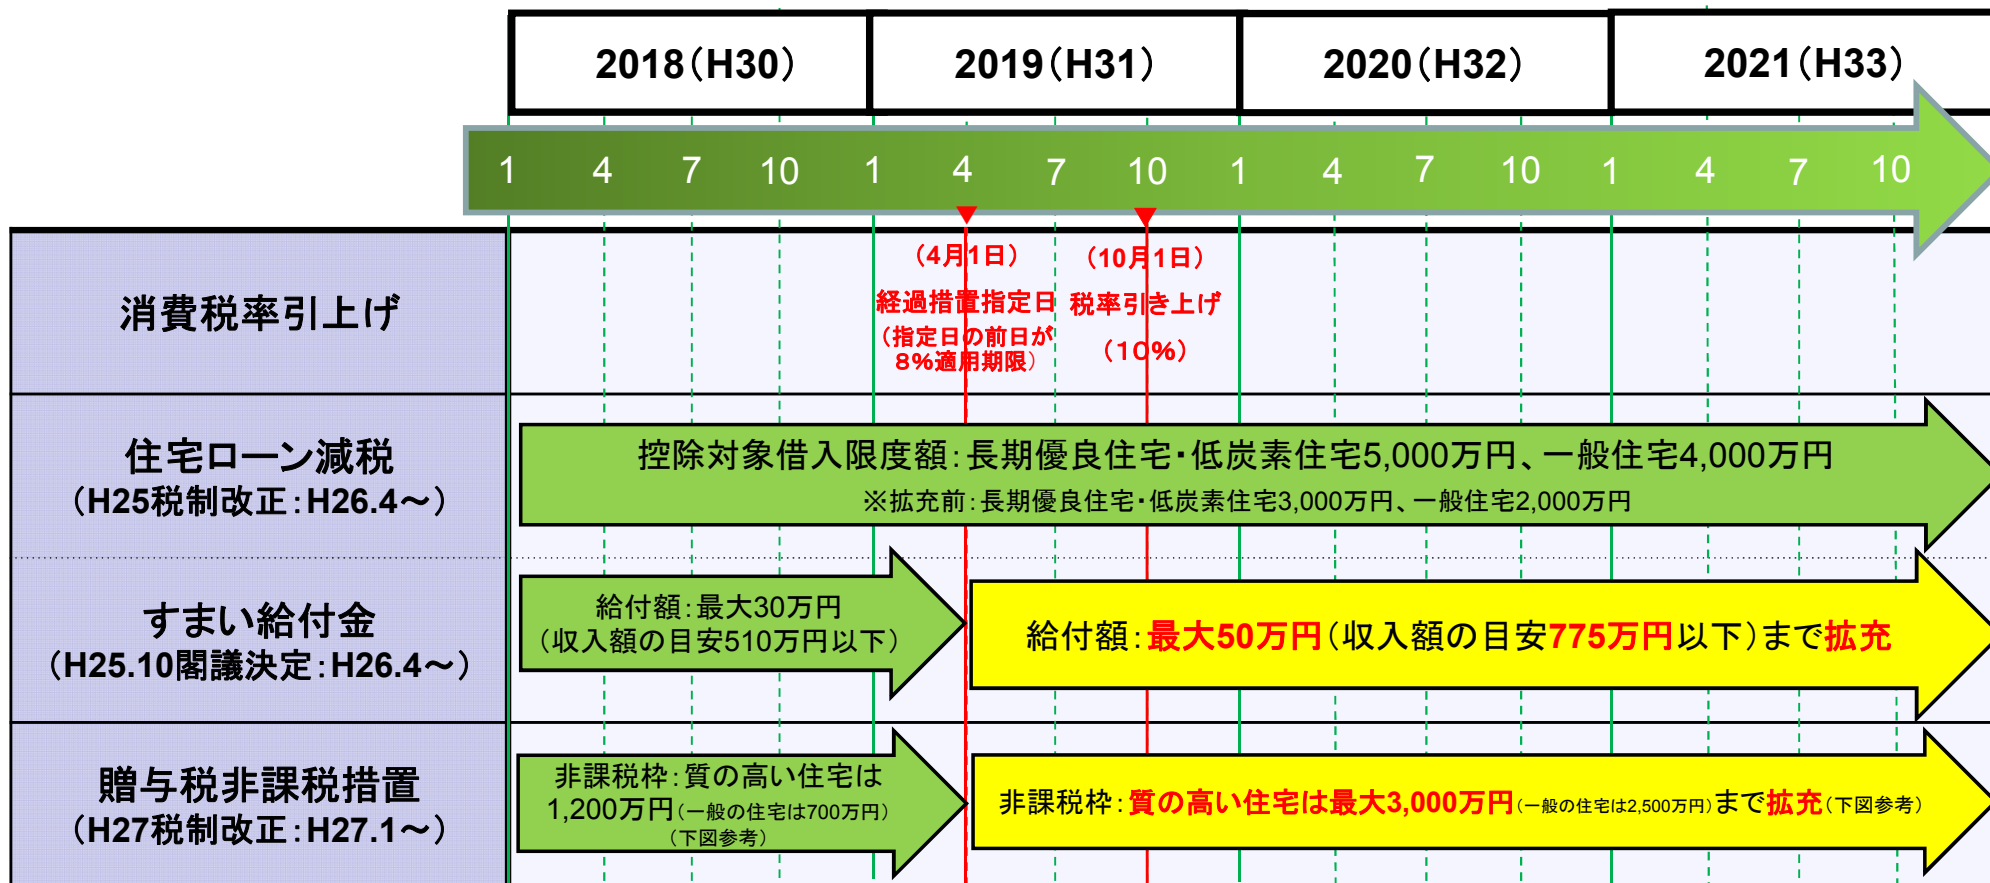 2018(H30) 2019(H31) 2020(H32) 2021(H33)
1 4 7 10 1 4 7 10 1 4 7 10 1 4 7 10
消費税率引上げ
(4月1日)
経過措置指定日
(指定日の前日が
8%適用期限)
(10月1日)
税率引き上げ
(10%)
住宅ローン減税
(H25税制改正:H26.4~)
控除対象借入限度額:長期優良住宅・低炭素住宅5,000万円、一般住宅4,000万円
※拡充前:長期優良住宅・低炭素住宅3,000万円、一般住宅2,000万円
すまい給付金
(H25.10閣議決定:H26.4~)
給付額:最大30万円
(収入額の目安510万円以下)
給付額:最大50万円(収入額の目安775万円以下)まで拡充
贈与税非課税措置
(H27税制改正:H27.1~)
非課税枠:質の高い住宅は
1,200万円(一般の住宅は700万円)
(下図参考)
非課税枠:質の高い住宅は最大3,000万円(一般の住宅は2,500万円)まで拡充(下図参考)